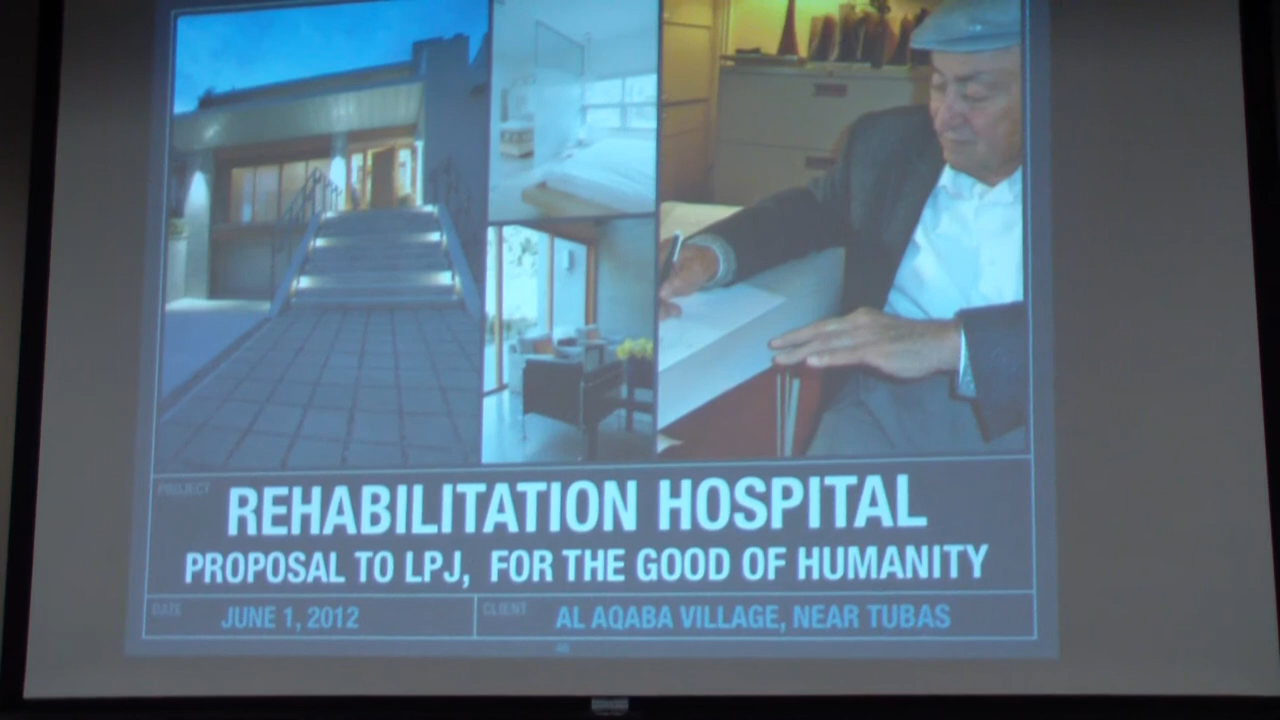 PROJECT
REHABILITATION HOSPITAL
PROPOSAL TO LPJ, FOR THE GOOD OF HUMANITY
DATE JUNE 1, 2012
CLIENT AL AQABA VILLAGE, NEAR TUBAS